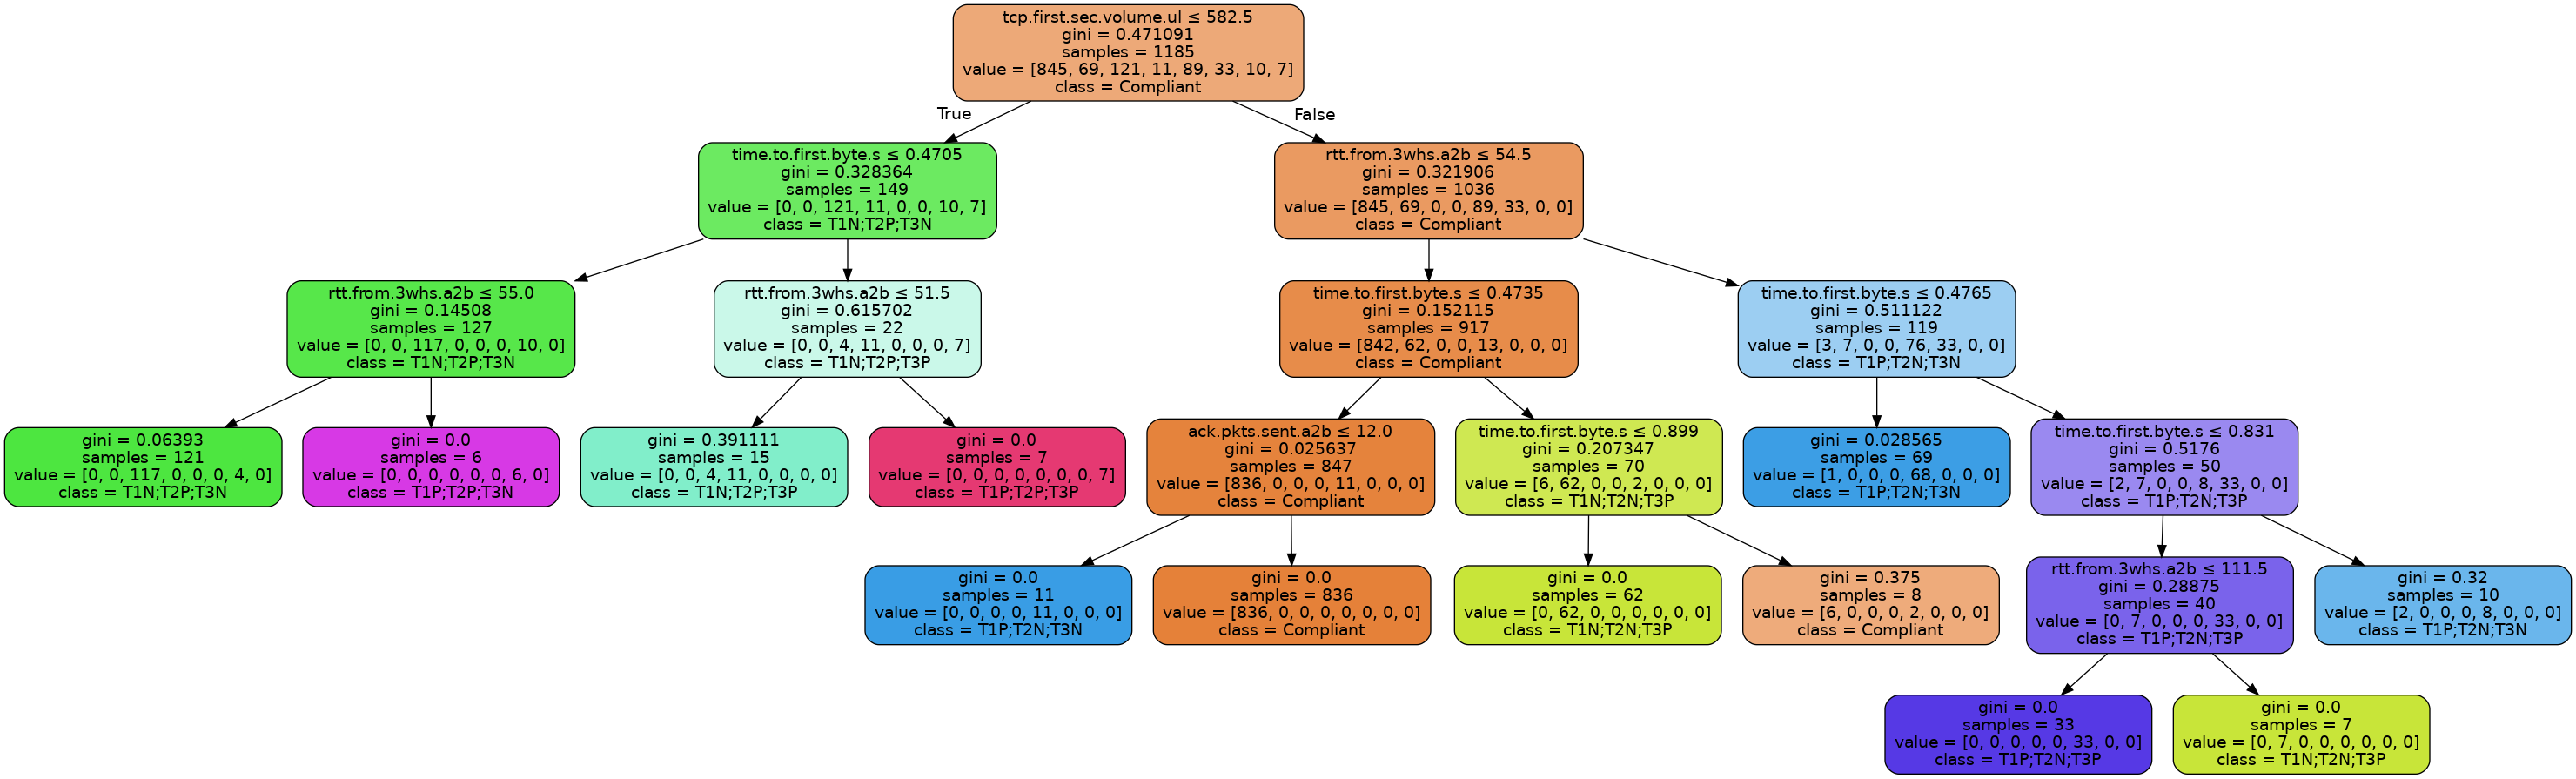 tcp.first.sec.volume.ul ≤ 582.5
gini = 0.471091
samples = 1185
value = [845, 69, 121, 11, 89, 33, 10, 7]
class = Compliant
True
False
time.to.first.byte.s ≤ 0.4705
gini = 0.328364
samples = 149
value = [0, 0, 121, 11, 0, 0, 10, 7]
class = T1N;T2P;T3N
rtt.from.3whs.a2b ≤ 54.5
gini = 0.321906
samples = 1036
value = [845, 69, 0, 0, 89, 33, 0, 0]
class = Compliant
rtt.from.3whs.a2b ≤ 55.0
gini = 0.14508
samples = 127
value = [0, 0, 117, 0, 0, 0, 10, 0]
class = T1N;T2P;T3N
rtt.from.3whs.a2b ≤ 51.5
gini = 0.615702
samples = 22
value = [0, 0, 4, 11, 0, 0, 0, 7]
class = T1N;T2P;T3P
time.to.first.byte.s ≤ 0.4735
gini = 0.152115
samples = 917
value = [842, 62, 0, 0, 13, 0, 0, 0]
class = Compliant
time.to.first.byte.s ≤ 0.4765
gini = 0.511122
samples = 119
value = [3, 7, 0, 0, 76, 33, 0, 0]
class = T1P;T2N;T3N
gini = 0.06393
samples = 121
value = [0, 0, 117, 0, 0, 0, 4, 0]
class = T1N;T2P;T3N
gini = 0.0
samples = 6
value = [0, 0, 0, 0, 0, 0, 6, 0]
class = T1P;T2P;T3N
gini = 0.391111
samples = 15
value = [0, 0, 4, 11, 0, 0, 0, 0]
class = T1N;T2P;T3P
gini = 0.0
samples = 7
value = [0, 0, 0, 0, 0, 0, 0, 7]
class = T1P;T2P;T3P
ack.pkts.sent.a2b ≤ 12.0
gini = 0.025637
samples = 847
value = [836, 0, 0, 0, 11, 0, 0, 0]
class = Compliant
time.to.first.byte.s ≤ 0.899
gini = 0.207347
samples = 70
value = [6, 62, 0, 0, 2, 0, 0, 0]
class = T1N;T2N;T3P
gini = 0.028565
samples = 69
value = [1, 0, 0, 0, 68, 0, 0, 0]
class = T1P;T2N;T3N
time.to.first.byte.s ≤ 0.831
gini = 0.5176
samples = 50
value = [2, 7, 0, 0, 8, 33, 0, 0]
class = T1P;T2N;T3P
gini = 0.0
samples = 11
value = [0, 0, 0, 0, 11, 0, 0, 0]
class = T1P;T2N;T3N
gini = 0.0
samples = 836
value = [836, 0, 0, 0, 0, 0, 0, 0]
class = Compliant
gini = 0.0
samples = 62
value = [0, 62, 0, 0, 0, 0, 0, 0]
class = T1N;T2N;T3P
gini = 0.375
samples = 8
value = [6, 0, 0, 0, 2, 0, 0, 0]
class = Compliant
rtt.from.3whs.a2b ≤ 111.5
gini = 0.28875
samples = 40
value = [0, 7, 0, 0, 0, 33, 0, 0]
class = T1P;T2N;T3P
gini = 0.32
samples = 10
value = [2, 0, 0, 0, 8, 0, 0, 0]
class = T1P;T2N;T3N
gini = 0.0
samples = 33
value = [0, 0, 0, 0, 0, 33, 0, 0]
class = T1P;T2N;T3P
gini = 0.0
samples = 7
value = [0, 7, 0, 0, 0, 0, 0, 0]
class = T1N;T2N;T3P